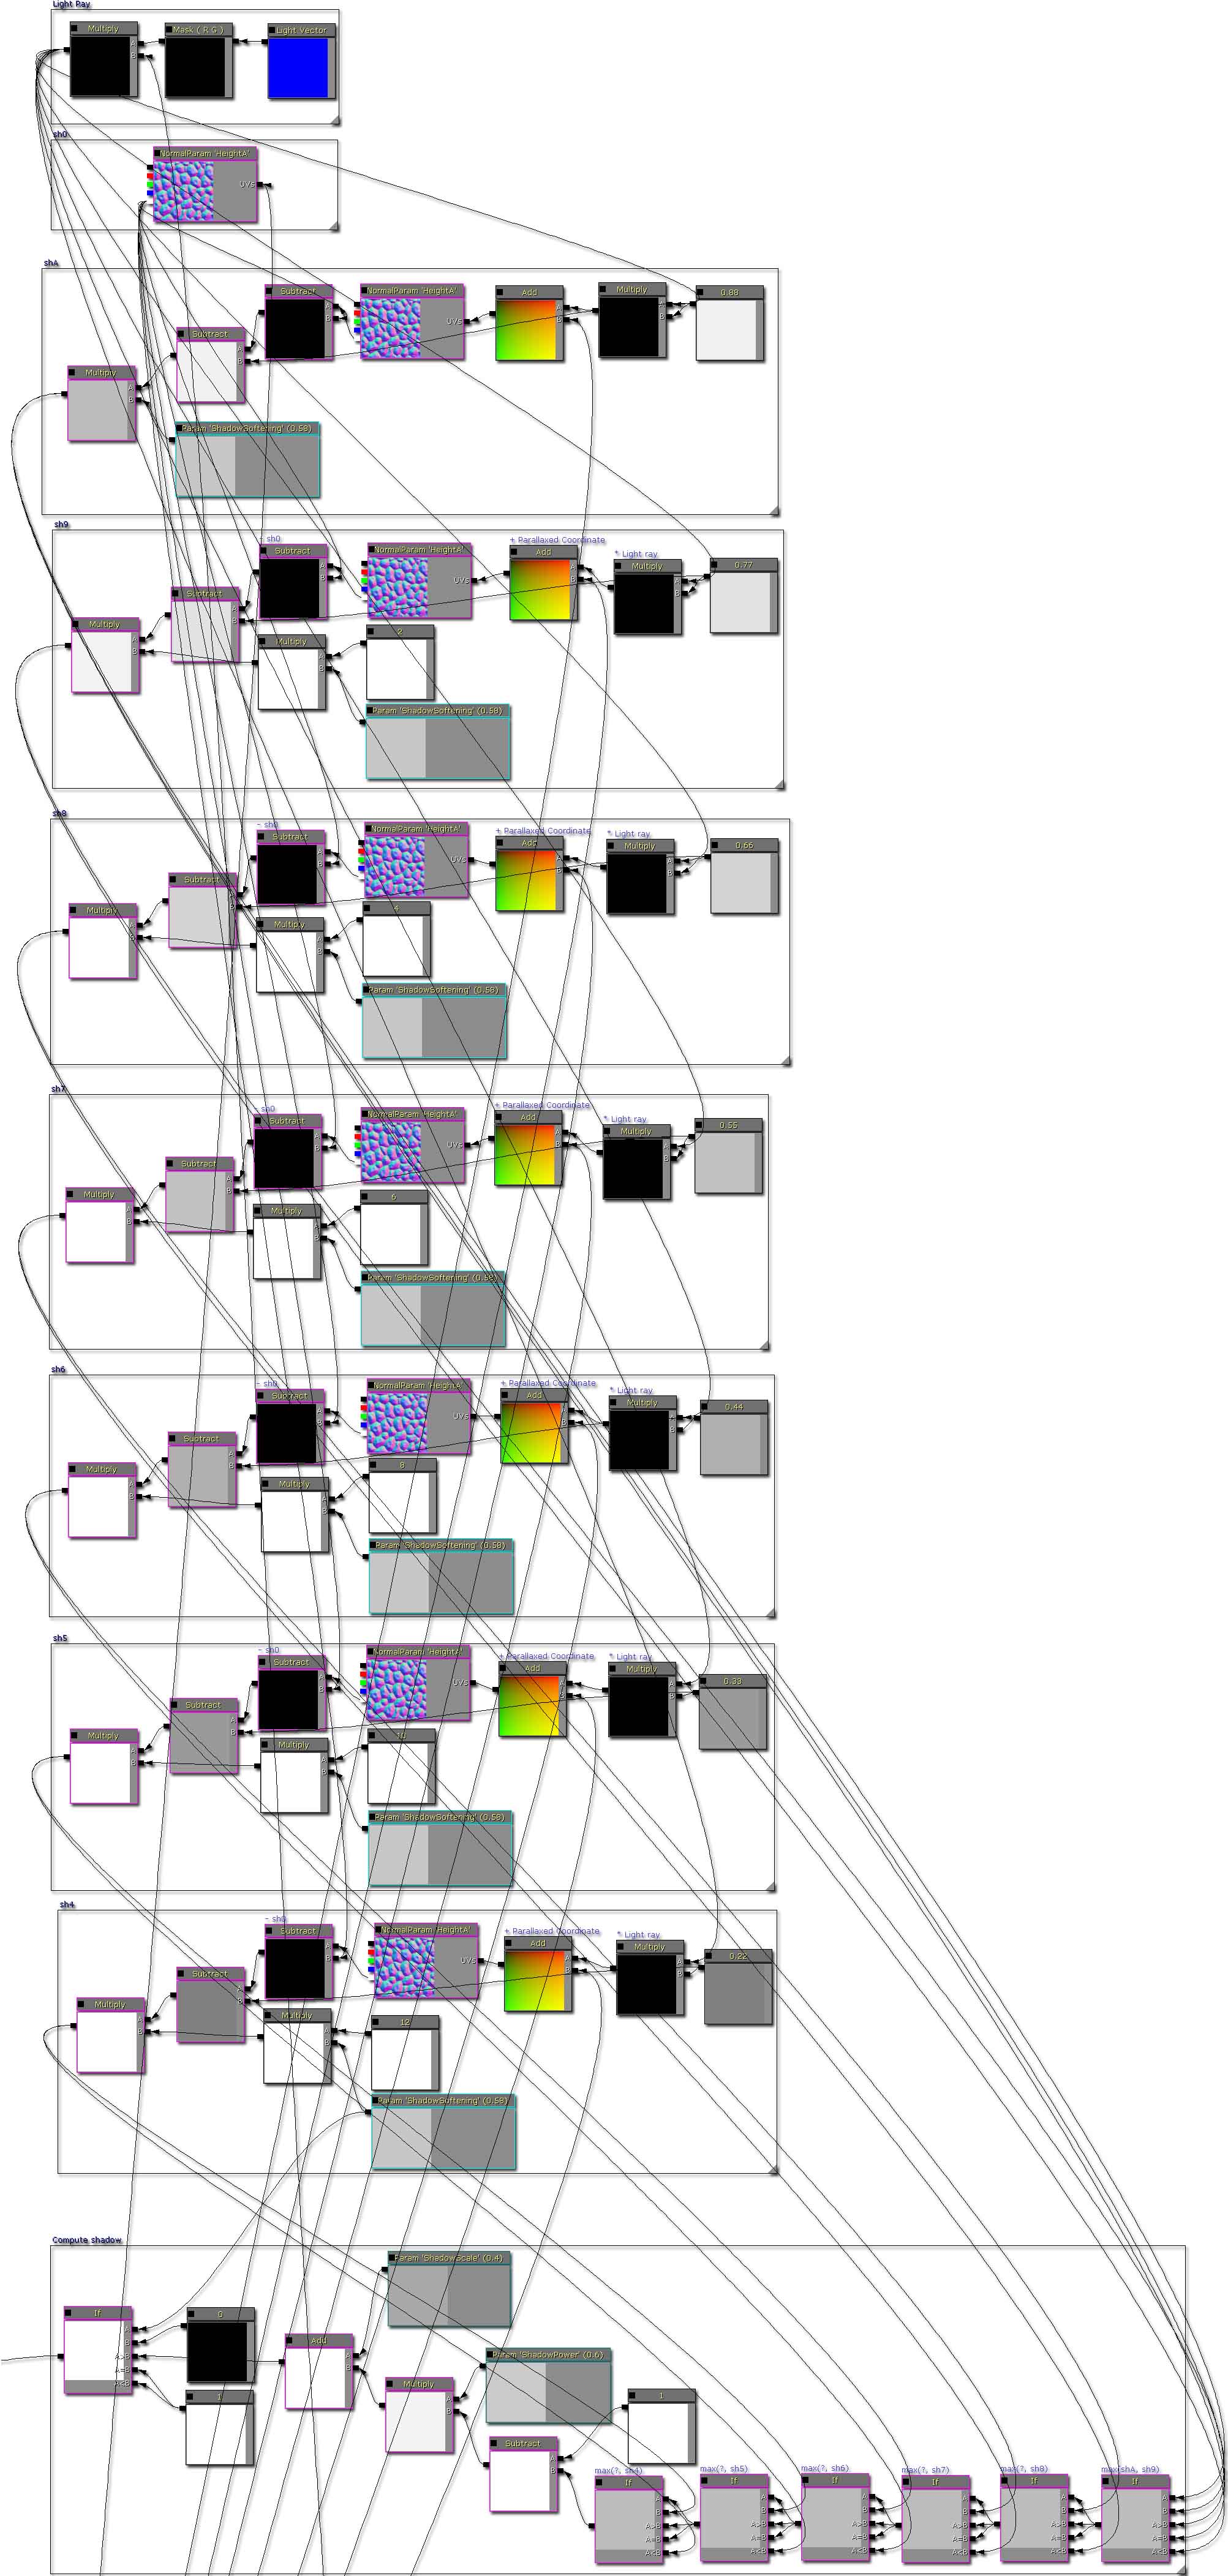 Light Ray
Multiply
Mask ( R G )
Light Vector
A
B
sh0
NormalParam 'HeightA'
UVs
shA
Subtract
NormalParam 'HeightA'
Add
Multiply
0.88
Subtract
Multiply
UVs
Param 'ShadowSoftening' (0.58)
sh9
- sh0
+ Parallaxed Coordinate
* Light ray
Subtract
NormalParam 'HeightA'
Add
Multiply
0.77
UVs
Subtract
Multiply
Multiply
2
Param 'ShadowSoftening' (0.58)
sh8
- sh0
+ Parallaxed Coordinate
* Light ray
Subtract
NormalParam 'HeightA'
Add
Multiply
0.66
UVs
Subtract
Multiply
Multiply
4
Param 'ShadowSoftening' (0.58)
sh7
- sh0
+ Parallaxed Coordinate
* Light ray
Subtract
NormalParam 'HeightA'
Add
Multiply
0.55
UVs
Subtract
Multiply
Multiply
6
Param 'ShadowSoftening' (0.58)
sh6
- sh0
+ Parallaxed Coordinate
* Light ray
Subtract
NormalParam 'HeightA'
Add
Multiply
0.44
UVs
Subtract
Multiply
Multiply
8
Param 'ShadowSoftening' (0.58)
sh5
- sh0
+ Parallaxed Coordinate
* Light ray
Subtract
NormalParam 'HeightA'
Add
Multiply
0.33
UVs
Subtract
Multiply
Multiply
10
Param 'ShadowSoftening' (0.58)
sh4
- sh0
+ Parallaxed Coordinate
* Light ray
Subtract
NormalParam 'HeightA'
Add
Multiply
0.22
UVs
Subtract
Multiply
Multiply
12
Param 'ShadowSoftening' (0.58)
Compute shadow
Param 'ShadowScale' (0.4)
If
0
A
B
A>B
A=B
A<B
1
Add
Param 'ShadowPower' (0.6)
Multiply
1
Subtract
max(?, sh4)
max(?, sh5)
max(?, sh6)
max(?, sh7)
max(?, sh8)
max(shA, sh9)
If
If
If
If
If
If
A
B
A>B
A=B
A<B